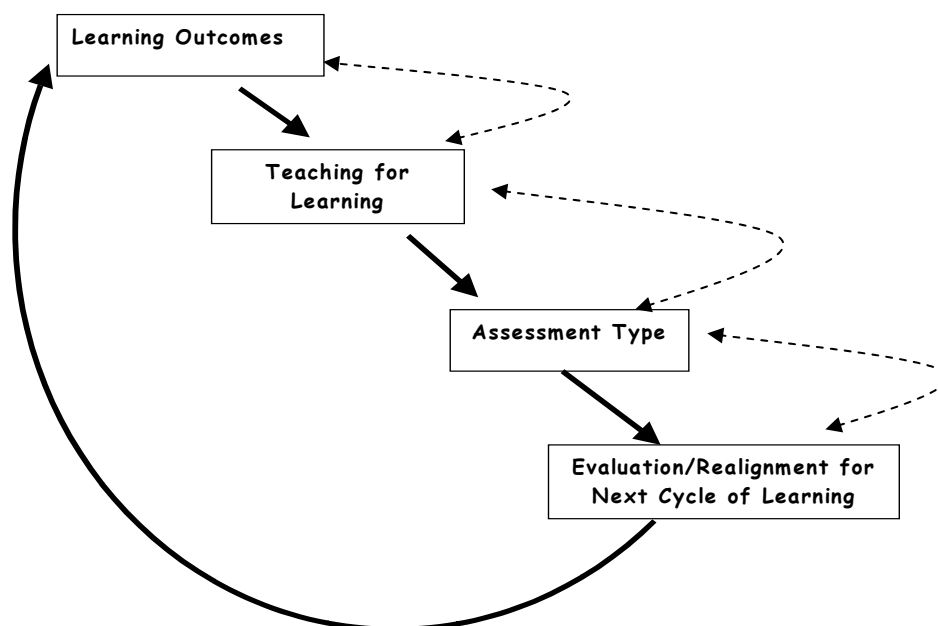 Learning Outcomes
Teaching for
Learning
Assessment Type
Evaluation/Realignment for
Next Cycle of Learning